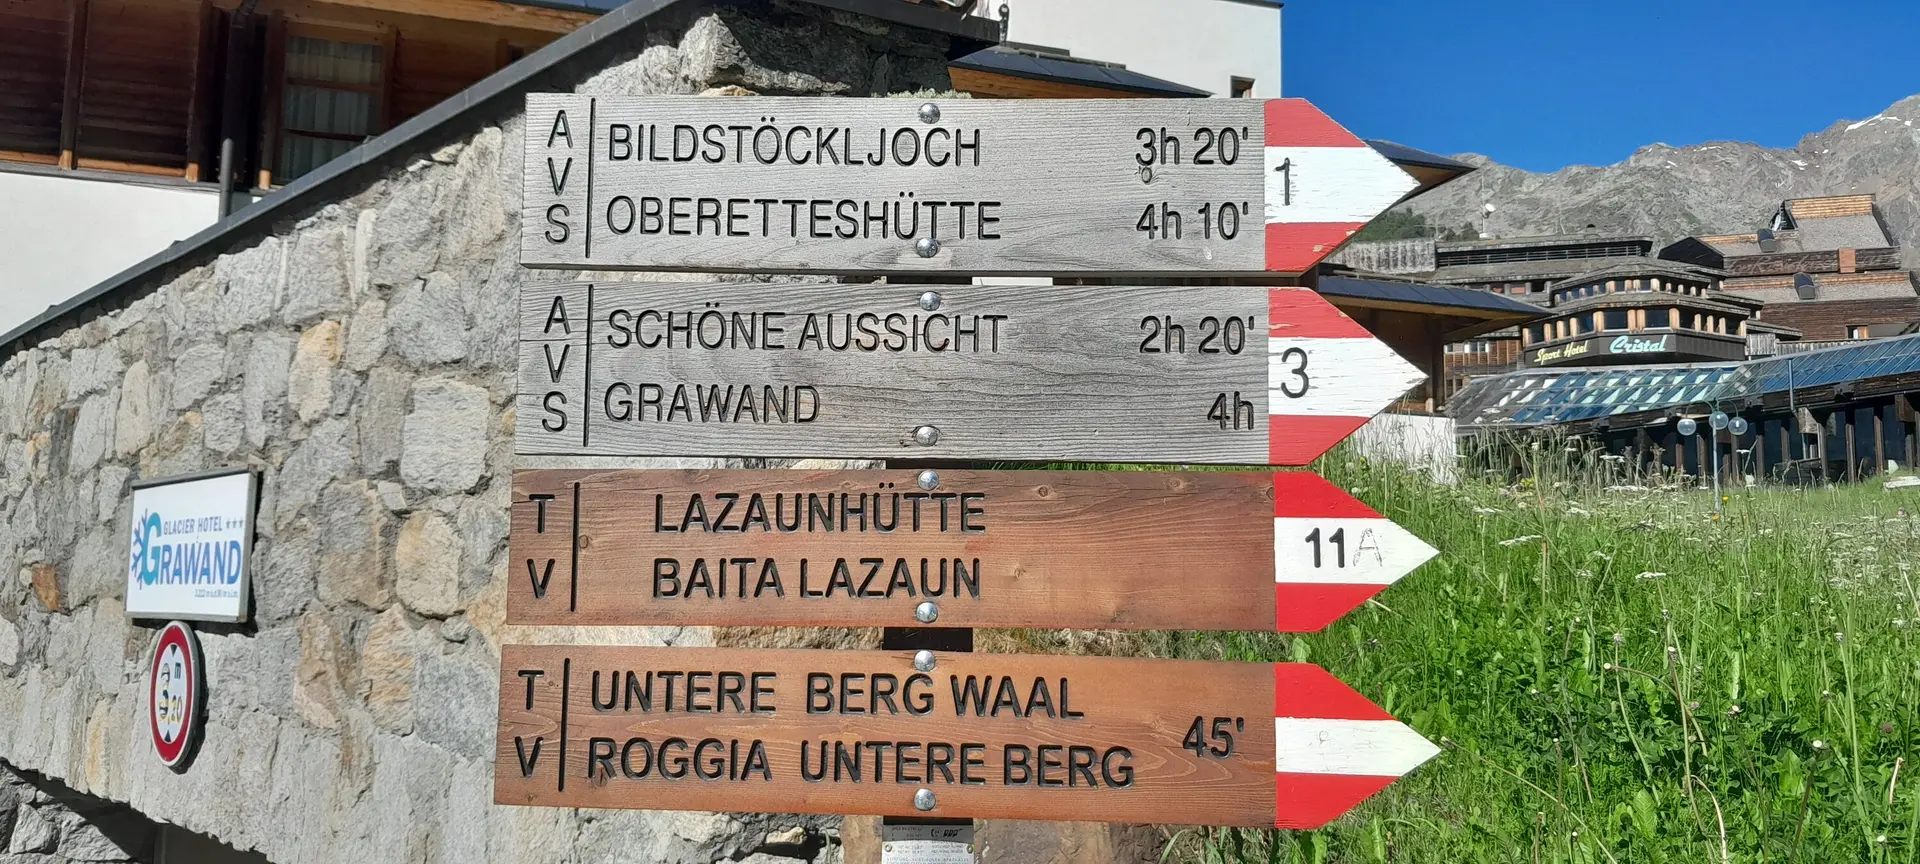 AVS BILDSTÖCKLJOCH 3h 20' 1
OBERETTESHÜTTE 4h 10'
AVS SCHÖNE AUSSICHT 2h 20' 3
GRAWAND 4h
TV LAZAUNHÜTTE 11A
BAITA LAZAUN
TV UNTERE BERG WAAL 45'
ROGGIA UNTERE BERG
GLACIER HOTEL ***
GRAWAND
m
Sport Hotel Cristal